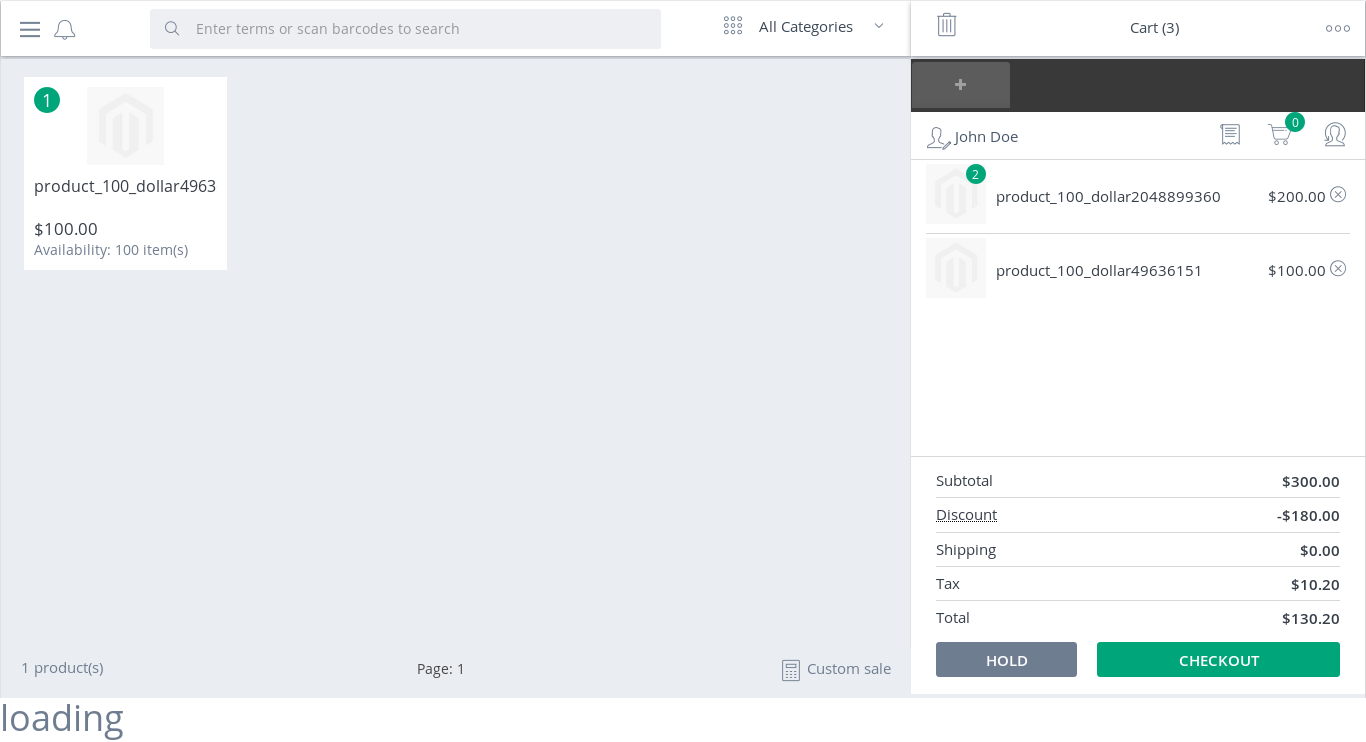 Enter terms or scan barcodes to search
All Categories
Cart (3)
1
product_100_dollar4963
$100.00
Availability: 100 item(s)
1 product(s)
Page: 1
Custom sale
+
John Doe
0
2
product_100_dollar2048899360 $200.00
product_100_dollar49636151 $100.00
Subtotal $300.00
Discount -$180.00
Shipping $0.00
Tax $10.20
Total $130.20
HOLD
CHECKOUT
loading